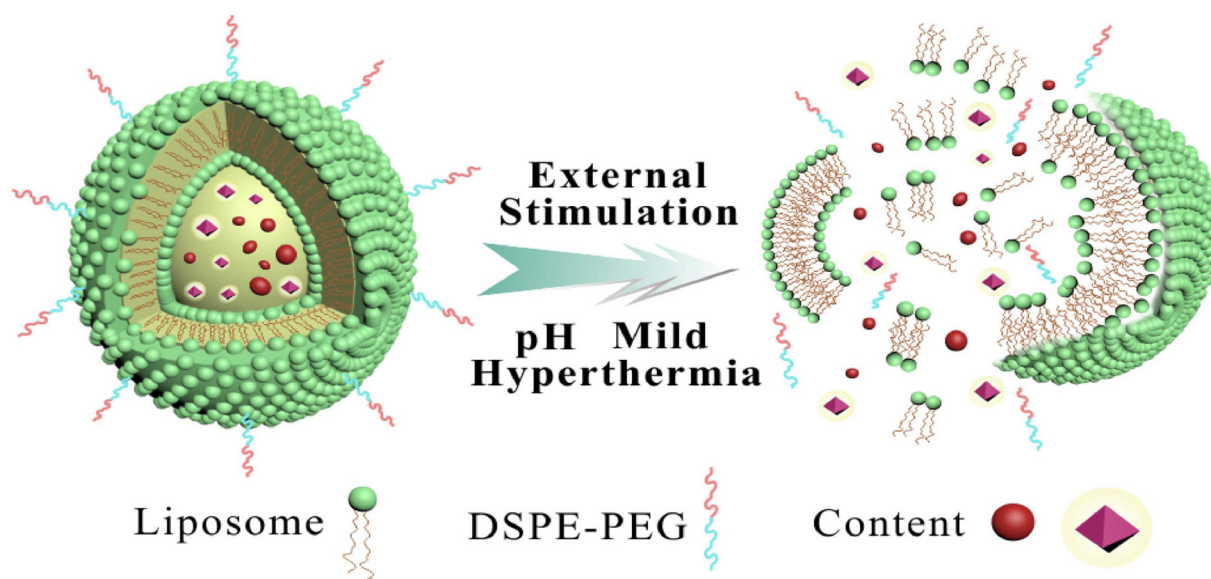 External
Stimulation
pH Mild
Hyperthermia
Liposome
DSPE-PEG
Content